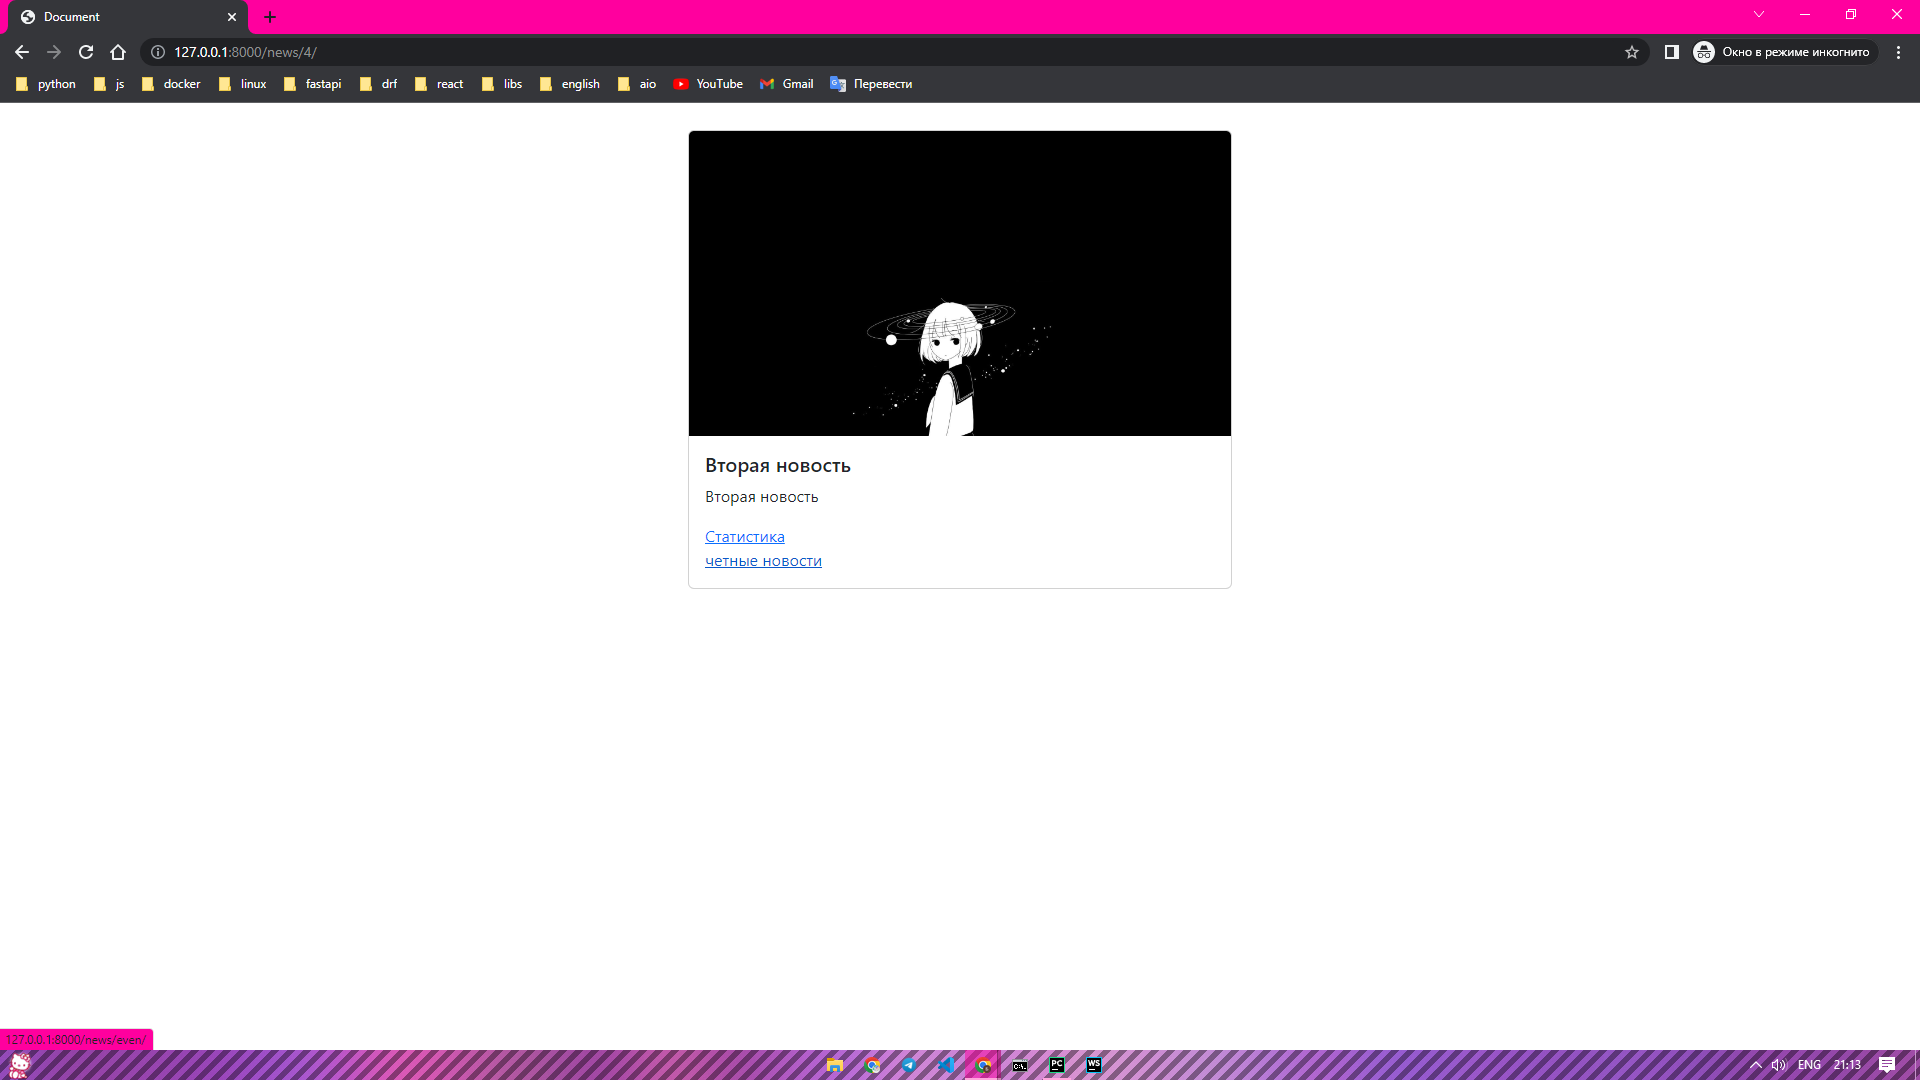 Document
127.0.0.1:8000/news/4/
Окно в режиме инкогнито
python js docker linux fastapi drf react libs english aio YouTube Gmail Перевести
Вторая новость
Вторая новость
Статистика
четные новости
127.0.0.1:8000/news/even/
C:\. PC WS
ENG 21:13